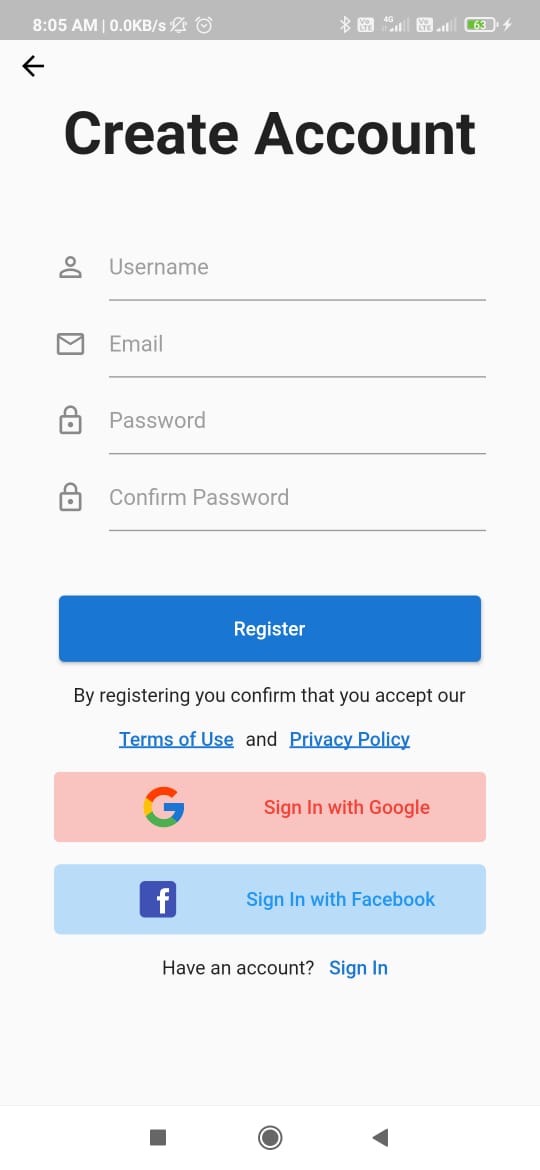 8:05 AM | 0.0KB/s 4G 63
Create Account
Username
Email
Password
Confirm Password
Register
By registering you confirm that you accept our
Terms of Use and Privacy Policy
Sign In with Google
Sign In with Facebook
Have an account? Sign In